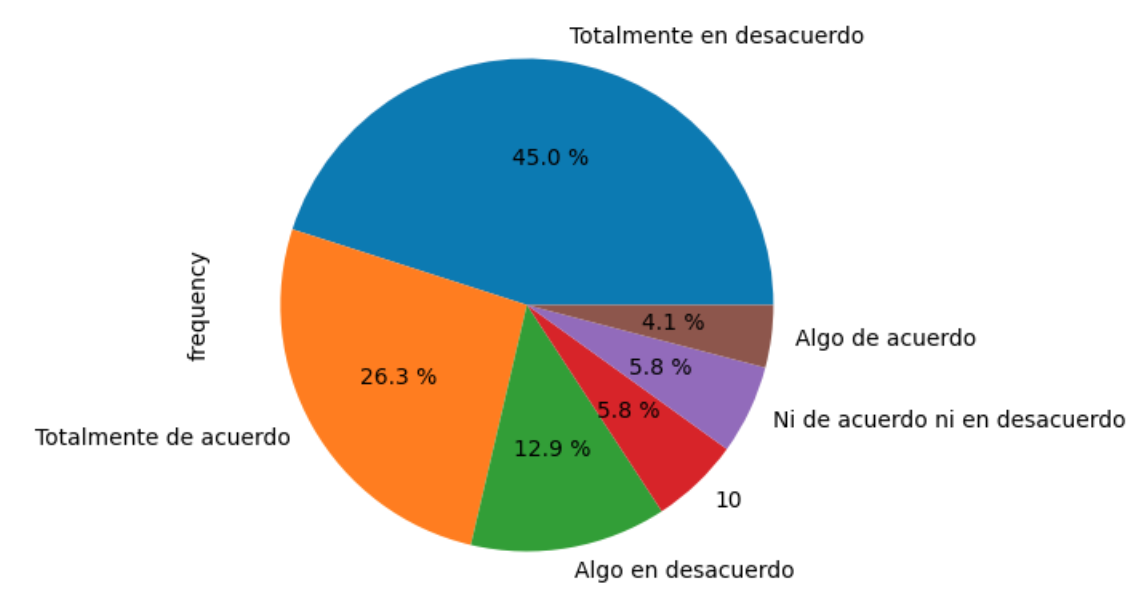 Totalmente en desacuerdo
45.0 %
frequency
4.1 %
Algo de acuerdo
5.8 %
26.3 %
5.8 %
Ni de acuerdo ni en desacuerdo
Totalmente de acuerdo
12.9 %
10
Algo en desacuerdo